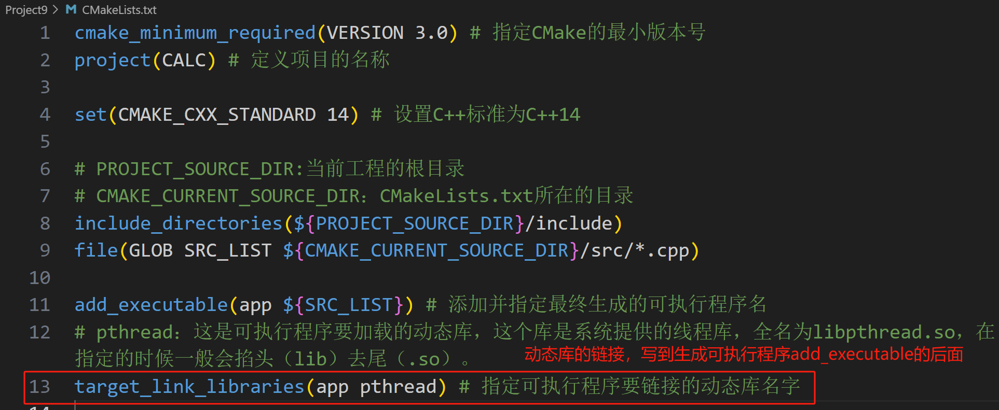 Project9 > CMakeLists.txt
1 cmake_minimum_required(VERSION 3.0) # 指定CMake的最小版本号
2 project(CALC) # 定义项目的名称
3
4 set(CMAKE_CXX_STANDARD 14) # 设置C++标准为C++14
5
6 # PROJECT_SOURCE_DIR:当前工程的根目录
7 # CMAKE_CURRENT_SOURCE_DIR：CMakeLists.txt所在的目录
8 include_directories(${PROJECT_SOURCE_DIR}/include)
9 file(GLOB SRC_LIST ${CMAKE_CURRENT_SOURCE_DIR}/src/*.cpp)
10
11 add_executable(app ${SRC_LIST}) # 添加并指定最终生成的可执行程序名
12 # pthread：这是可执行程序要加载的动态库，这个库是系统提供的线程库，全名为libpthread.so，在
指定的时候一般会掐头（lib）去尾（.so）。
动态库的链接，写到生成可执行程序add_executable的后面
13 target_link_libraries(app pthread) # 指定可执行程序要链接的动态库名字
14